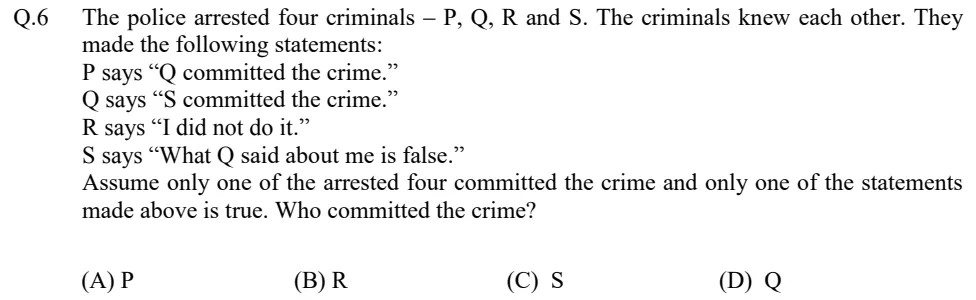 Q.6 The police arrested four criminals – P, Q, R and S. The criminals knew each other. They
made the following statements:
P says “Q committed the crime.”
Q says “S committed the crime.”
R says “I did not do it.”
S says “What Q said about me is false.”
Assume only one of the arrested four committed the crime and only one of the statements
made above is true. Who committed the crime?
(A) P (B) R (C) S (D) Q